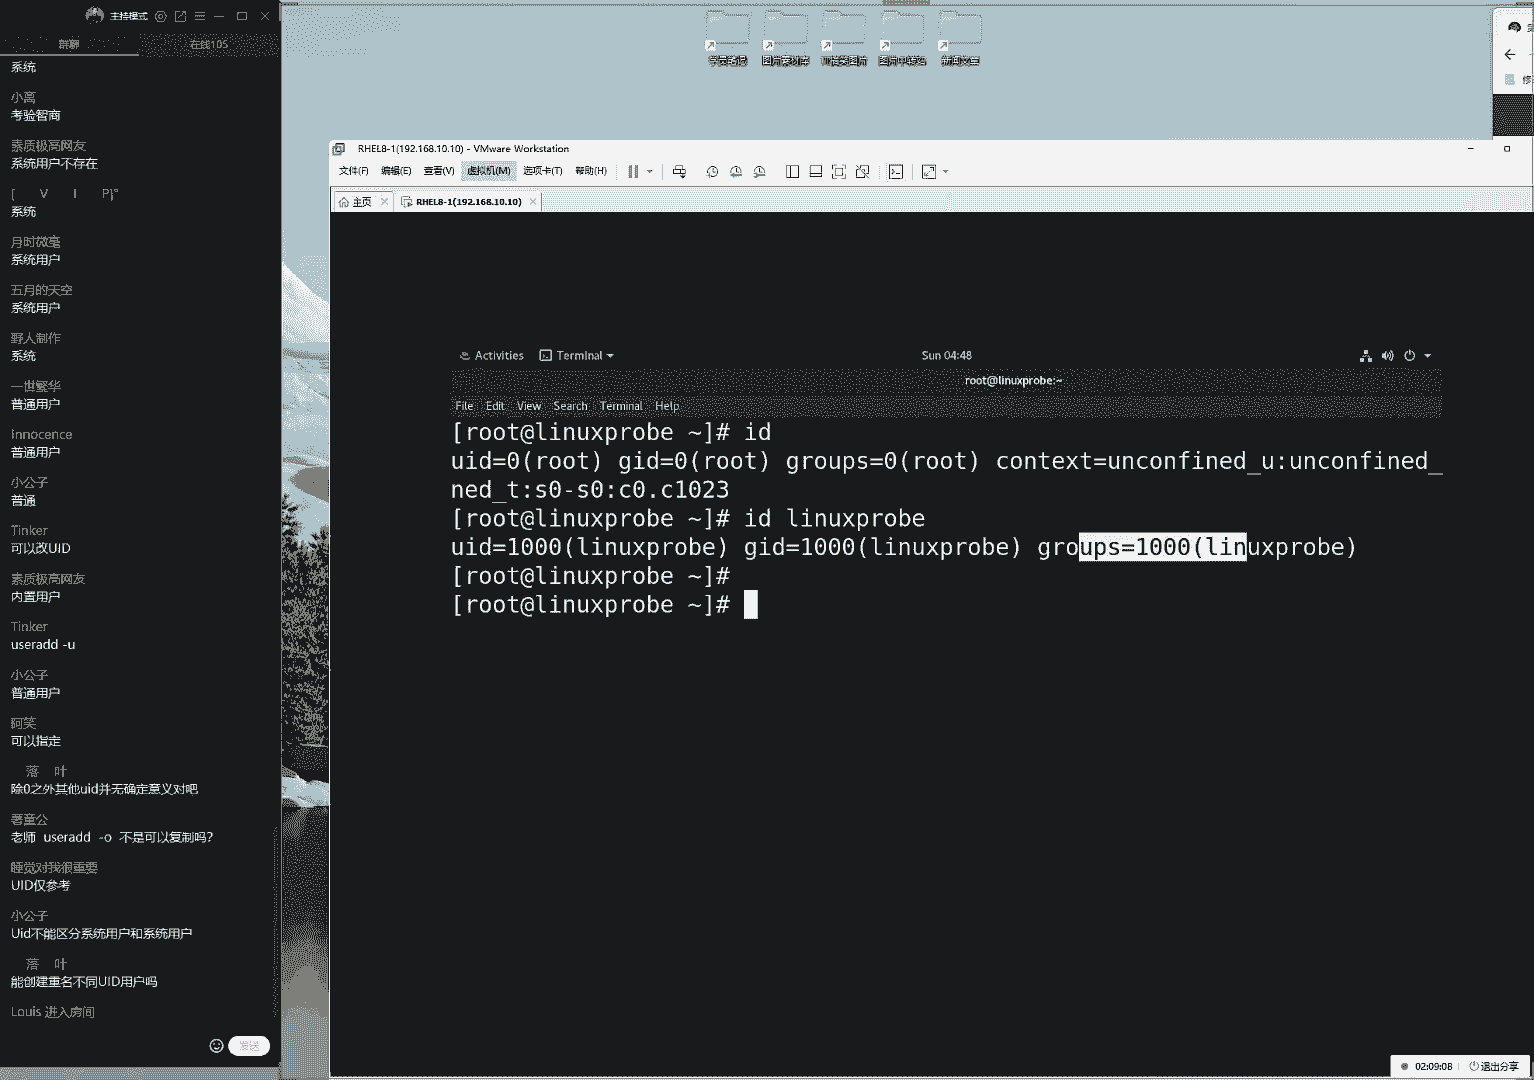 主持模式
群聊
在线105
系统
小离
考验智商
素质极高网友
系统用户不存在
[ V I P]°
系统
月时微毫
系统用户
五月的天空
系统用户
野人制作
系统
一世繁华
普通用户
Innocence
普通用户
小公子
普通
Tinker
可以改UID
素质极高网友
内置用户
Tinker
useradd -u
小公子
普通用户
阿笑
可以指定
落 叶
除0之外其他uid并无确定意义对吧
薯童公
老师 useradd -o 不是可以复制吗?
睡觉对我很重要
UID仅参考
小公子
Uid不能区分系统用户和系统用户
落 叶
能创建重名不同UID用户吗
Louis 进入房间
发送
学员笔记
图片素材库
图片中转站
新闻文章
RHEL8-1(192.168.10.10) - VMware Workstation
文件(F) 编辑(E) 查看(V) 虚拟机(M) 选项卡(T) 帮助(H)
主页
RHEL8-1(192.168.10.10)
Activities Terminal Sun 04:48
root@linuxprobe:~
File Edit View Search Terminal Help
[root@linuxprobe ~]# id
uid=0(root) gid=0(root) groups=0(root) context=unconfined_u:unconfined_
ned_t:s0-s0:c0.c1023
[root@linuxprobe ~]# id linuxprobe
uid=1000(linuxprobe) gid=1000(linuxprobe) groups=1000(linuxprobe)
[root@linuxprobe ~]#
[root@linuxprobe ~]#
02:09:08 退出分享